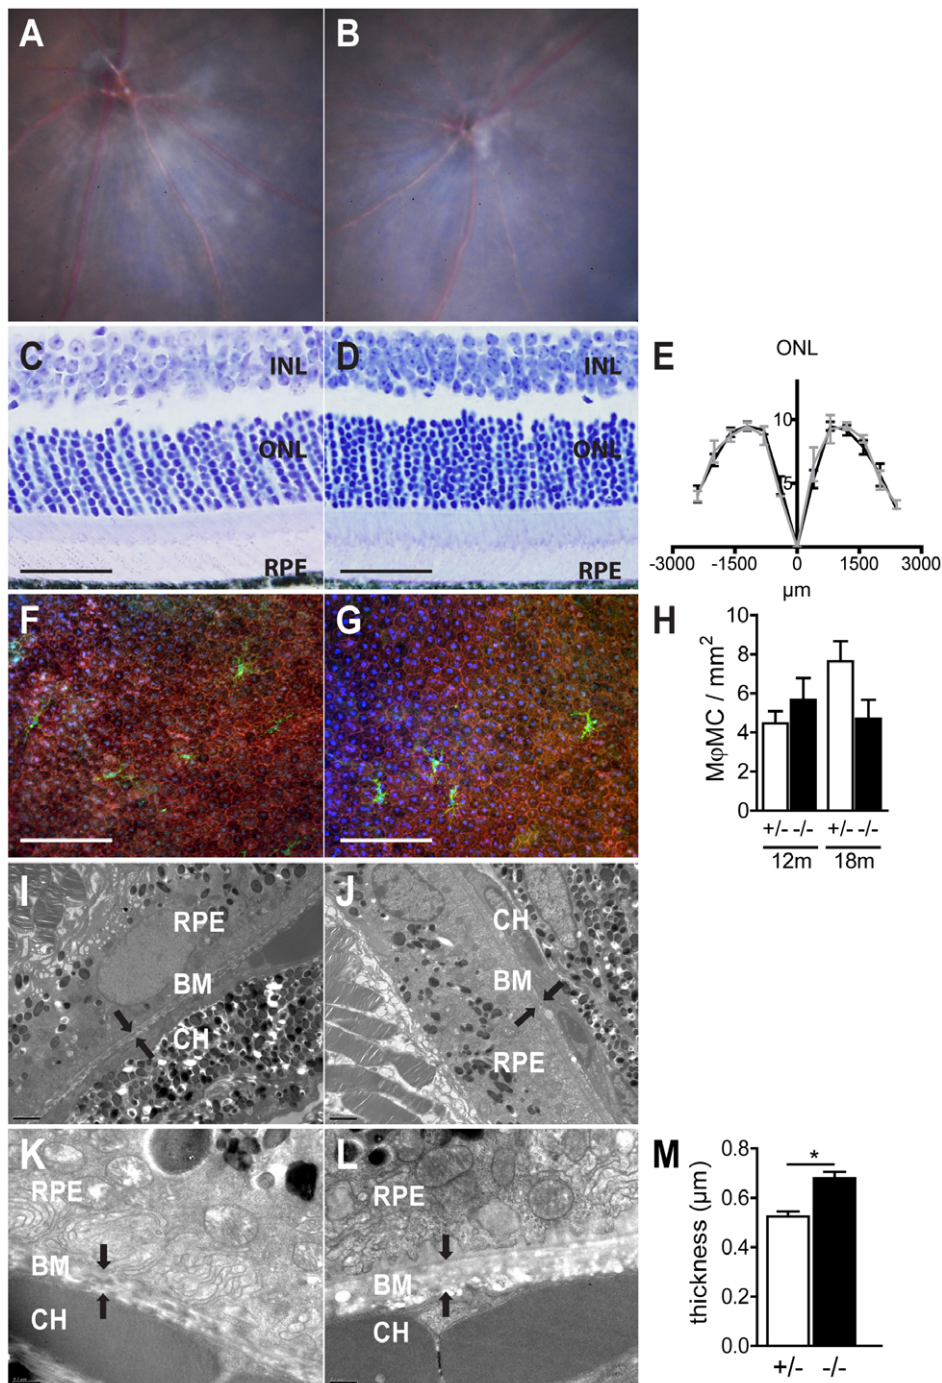 A
B
C
INL
ONL
RPE
D
INL
ONL
RPE
E
ONL
10
5
-3000 -1500 0 1500 3000
µm
F
G
H
MφMC / mm2
10
8
6
4
2
0
+/- -/- +/- -/-
12m 18m
I
RPE
BM
CH
J
CH
BM
RPE
K
RPE
BM
CH
L
RPE
BM
CH
M
thickness (µm)
0.8
0.6
0.4
0.2
0.0
*
+/- -/-